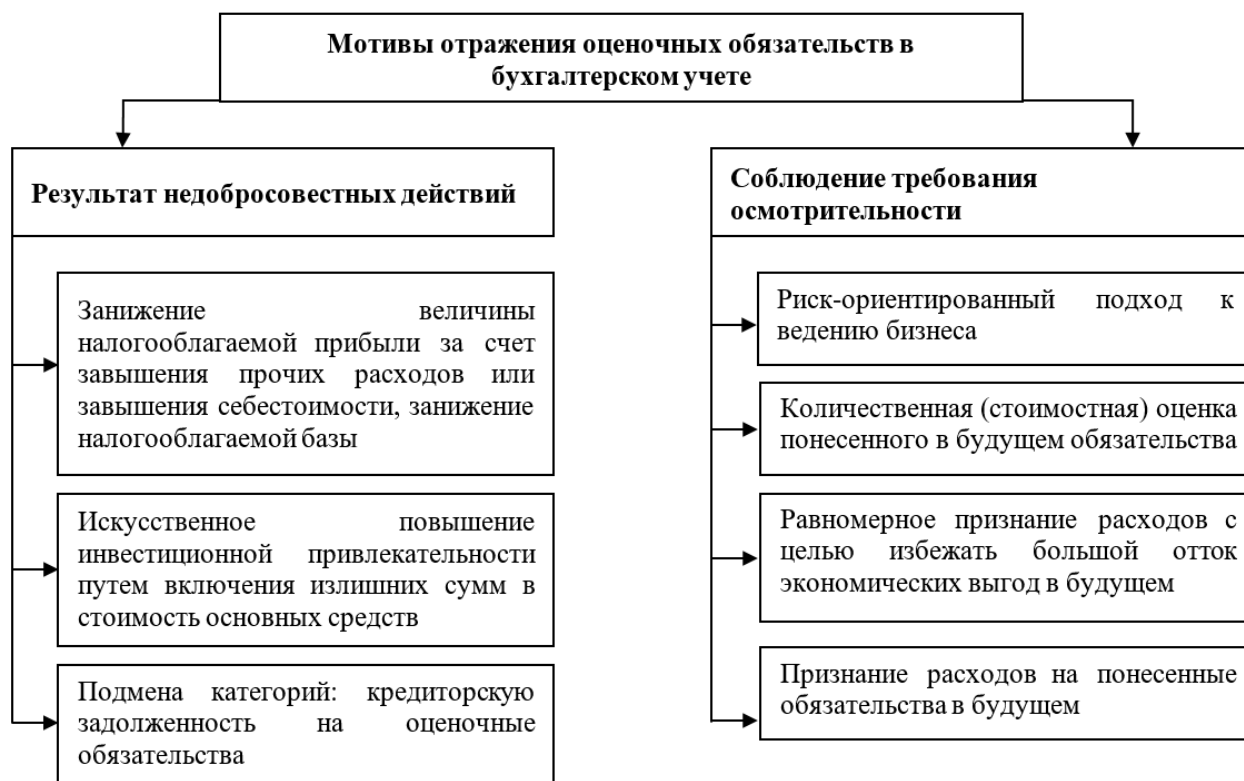 Мотивы отражения оценочных обязательств в
бухгалтерском учете
Результат недобросовестных действий
Занижение величины
налогооблагаемой прибыли за счет
завышения прочих расходов или
завышения себестоимости, занижение
налогооблагаемой базы
Искусственное повышение
инвестиционной привлекательности
путем включения излишних сумм в
стоимость основных средств
Подмена категорий: кредиторскую
задолженность на оценочные
обязательства
Соблюдение требования
осмотрительности
Риск-ориентированный подход к
ведению бизнеса
Количественная (стоимостная) оценка
понесенного в будущем обязательства
Равномерное признание расходов с
целью избежать большой отток
экономических выгод в будущем
Признание расходов на понесенные
обязательства в будущем